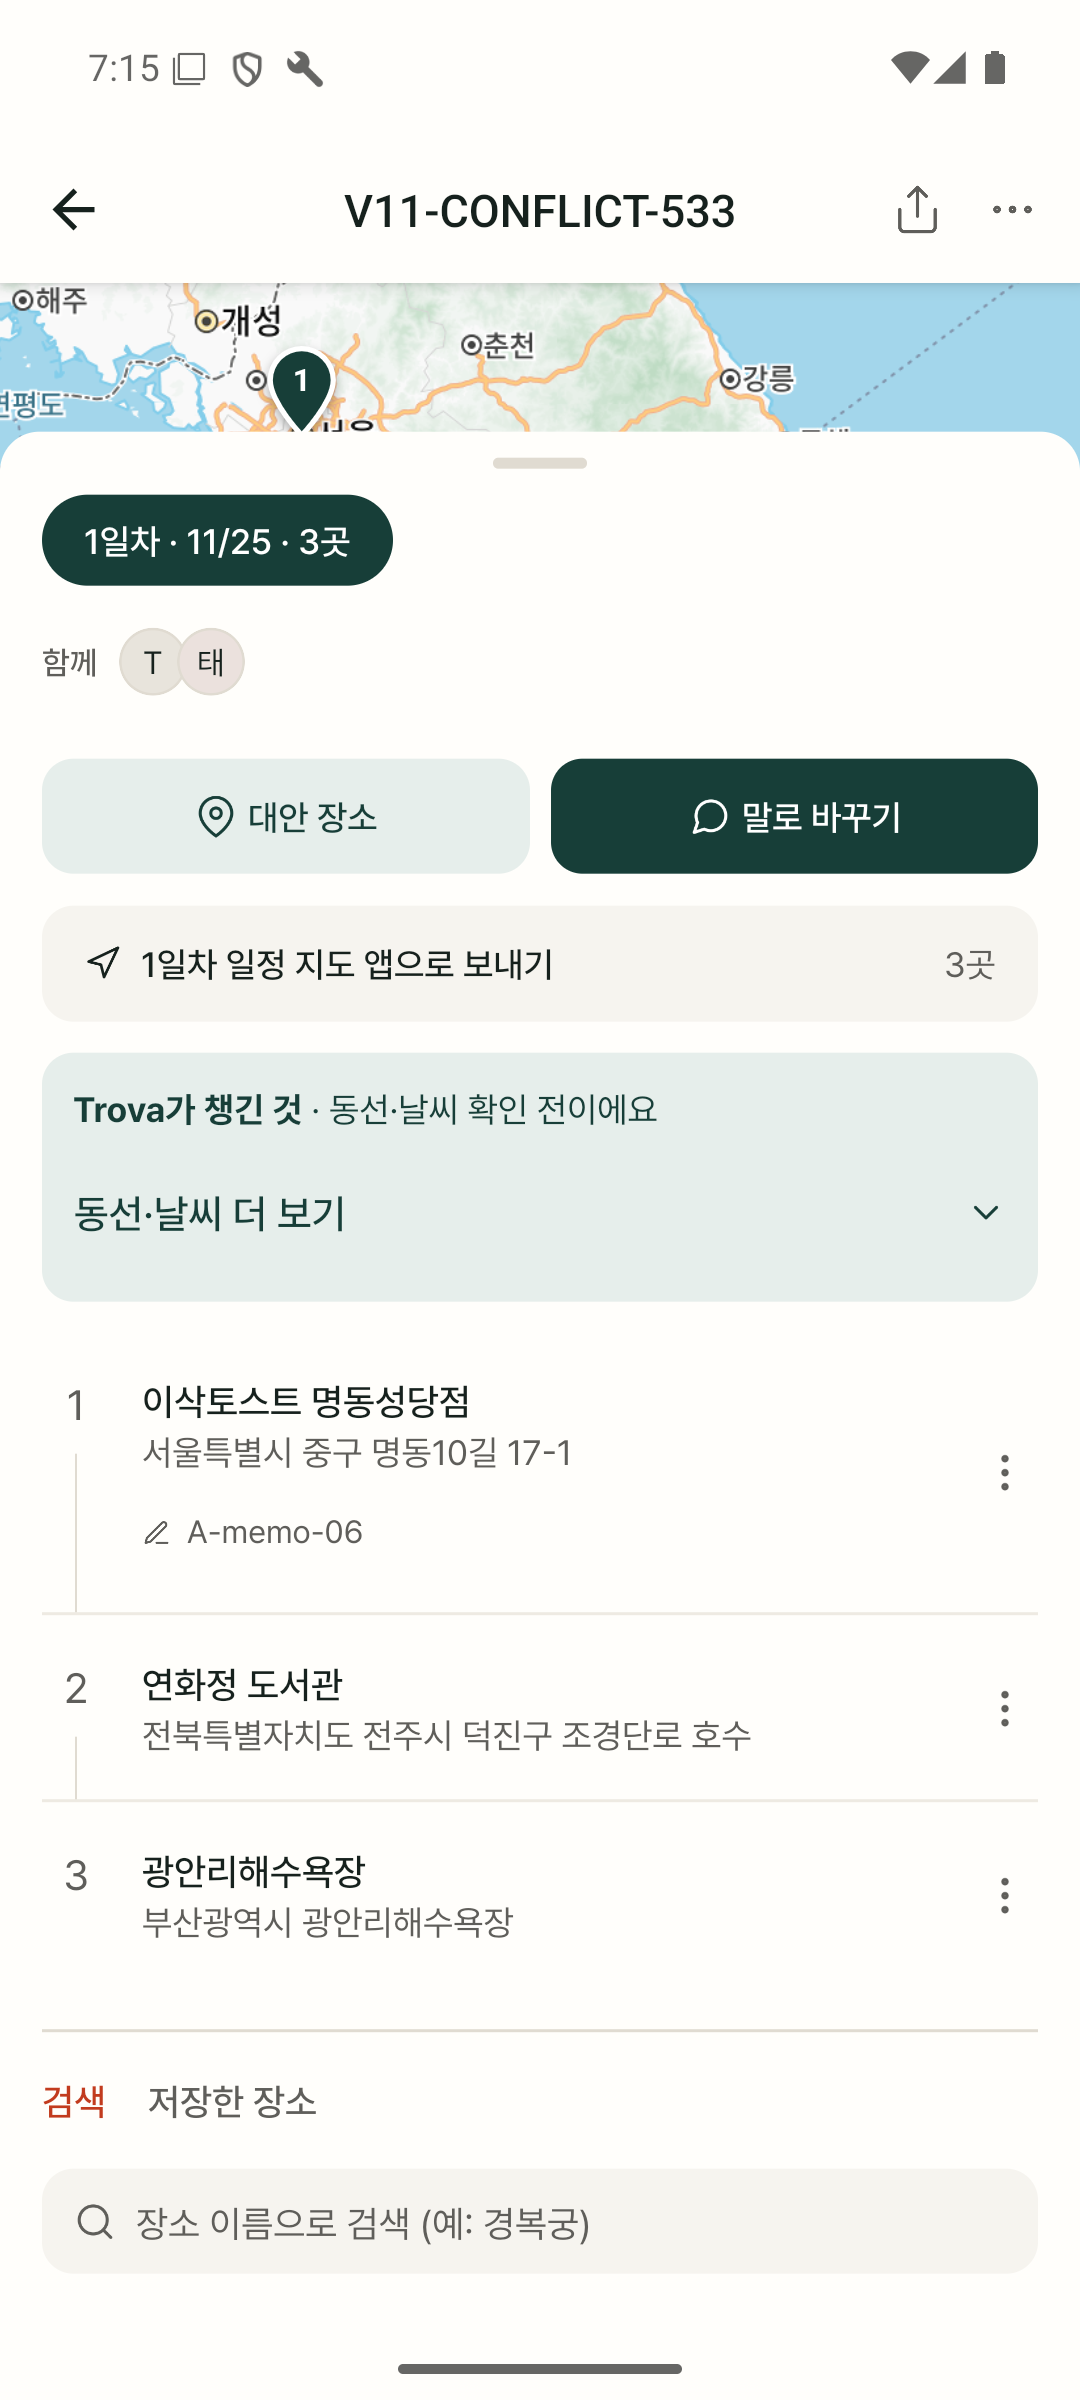 7:15
V11-CONFLICT-533
해주
개성
춘천
강릉
연평도
1
1일차 · 11/25 · 3곳
함께 T 태
대안 장소
말로 바꾸기
1일차 일정 지도 앱으로 보내기 3곳
Trova가 챙긴 것 · 동선·날씨 확인 전이에요
동선·날씨 더 보기
1 이삭토스트 명동성당점
서울특별시 중구 명동10길 17-1
A-memo-06
2 연화정 도서관
전북특별자치도 전주시 덕진구 조경단로 호수
3 광안리해수욕장
부산광역시 광안리해수욕장
검색 저장한 장소
장소 이름으로 검색 (예: 경복궁)